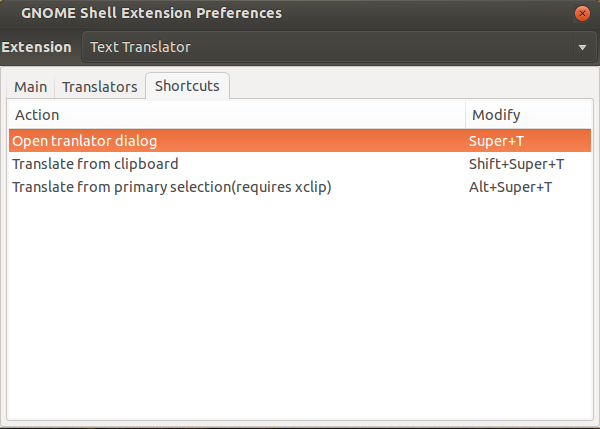 GNOME Shell Extension Preferences
Extension Text Translator
Main Translators Shortcuts
Action Modify
Open tranlator dialog Super+T
Translate from clipboard Shift+Super+T
Translate from primary selection(requires xclip) Alt+Super+T